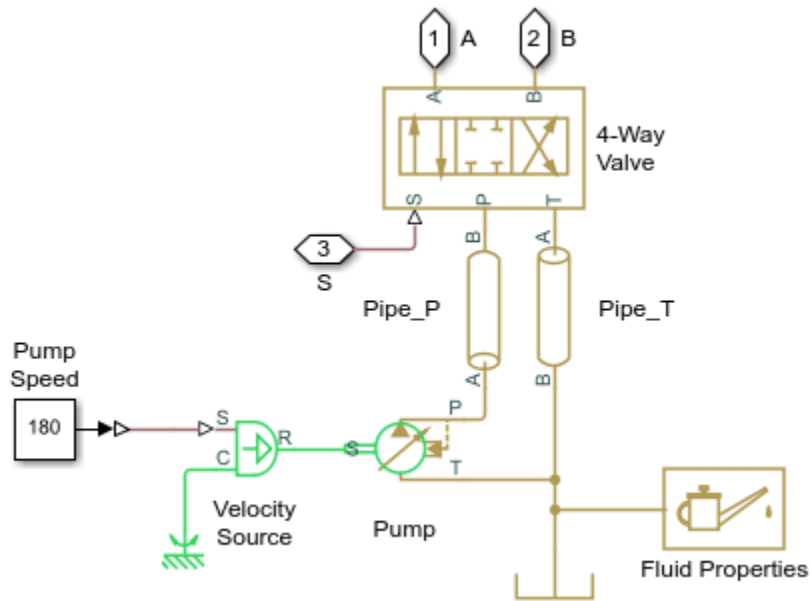 1 A
2 B
A B
4-Way
Valve
S P T
3
S
B A
Pipe_P
Pipe_T
A B
Pump
Speed
180
S
C
R
S
P
T
Velocity
Source
Pump
Fluid Properties